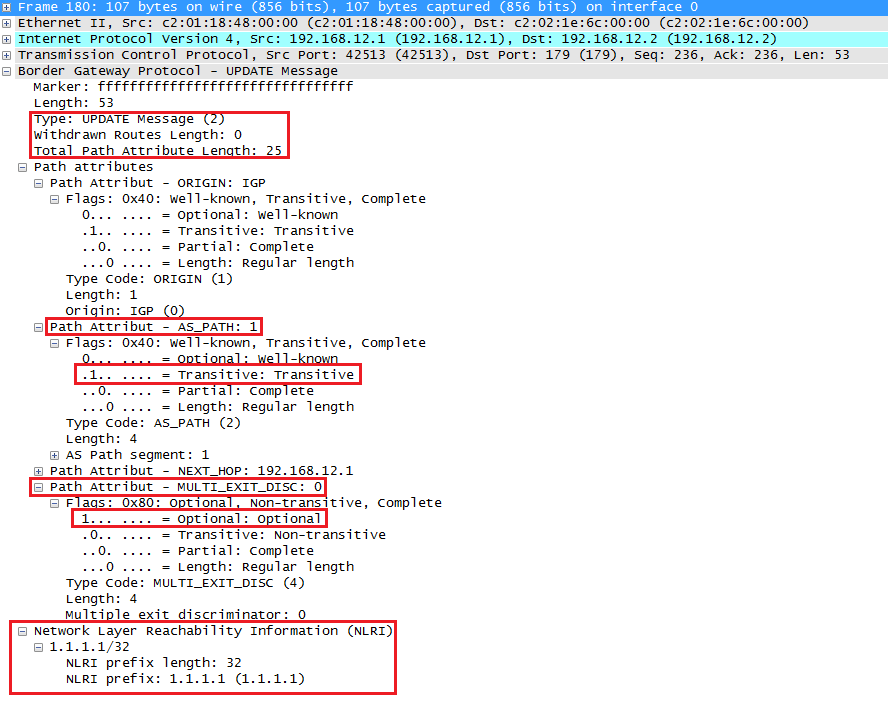 Frame 180: 107 bytes on wire (856 bits), 107 bytes captured (856 bits) on interface 0
Ethernet II, Src: c2:01:18:48:00:00 (c2:01:18:48:00:00), Dst: c2:02:1e:6c:00:00 (c2:02:1e:6c:00:00)
Internet Protocol Version 4, Src: 192.168.12.1 (192.168.12.1), Dst: 192.168.12.2 (192.168.12.2)
Transmission Control Protocol, Src Port: 42513 (42513), Dst Port: 179 (179), Seq: 236, Ack: 236, Len: 53
Border Gateway Protocol - UPDATE Message
Marker: ffffffffffffffffffffffffffffffff
Length: 53
Type: UPDATE Message (2)
Withdrawn Routes Length: 0
Total Path Attribute Length: 25
Path attributes
Path Attribut - ORIGIN: IGP
Flags: 0x40: Well-known, Transitive, Complete
0... .... = Optional: Well-known
.1.. .... = Transitive: Transitive
..0. .... = Partial: Complete
...0 .... = Length: Regular length
Type Code: ORIGIN (1)
Length: 1
Origin: IGP (0)
Path Attribut - AS_PATH: 1
Flags: 0x40: Well-known, Transitive, Complete
0... .... = Optional: Well-known
.1.. .... = Transitive: Transitive
..0. .... = Partial: Complete
...0 .... = Length: Regular length
Type Code: AS_PATH (2)
Length: 4
AS Path segment: 1
Path Attribut - NEXT_HOP: 192.168.12.1
Path Attribut - MULTI_EXIT_DISC: 0
Flags: 0x80: Optional, Non-transitive, Complete
1... .... = Optional: Optional
.0.. .... = Transitive: Non-transitive
..0. .... = Partial: Complete
...0 .... = Length: Regular length
Type Code: MULTI_EXIT_DISC (4)
Length: 4
Multiple exit discriminator: 0
Network Layer Reachability Information (NLRI)
1.1.1.1/32
NLRI prefix length: 32
NLRI prefix: 1.1.1.1 (1.1.1.1)